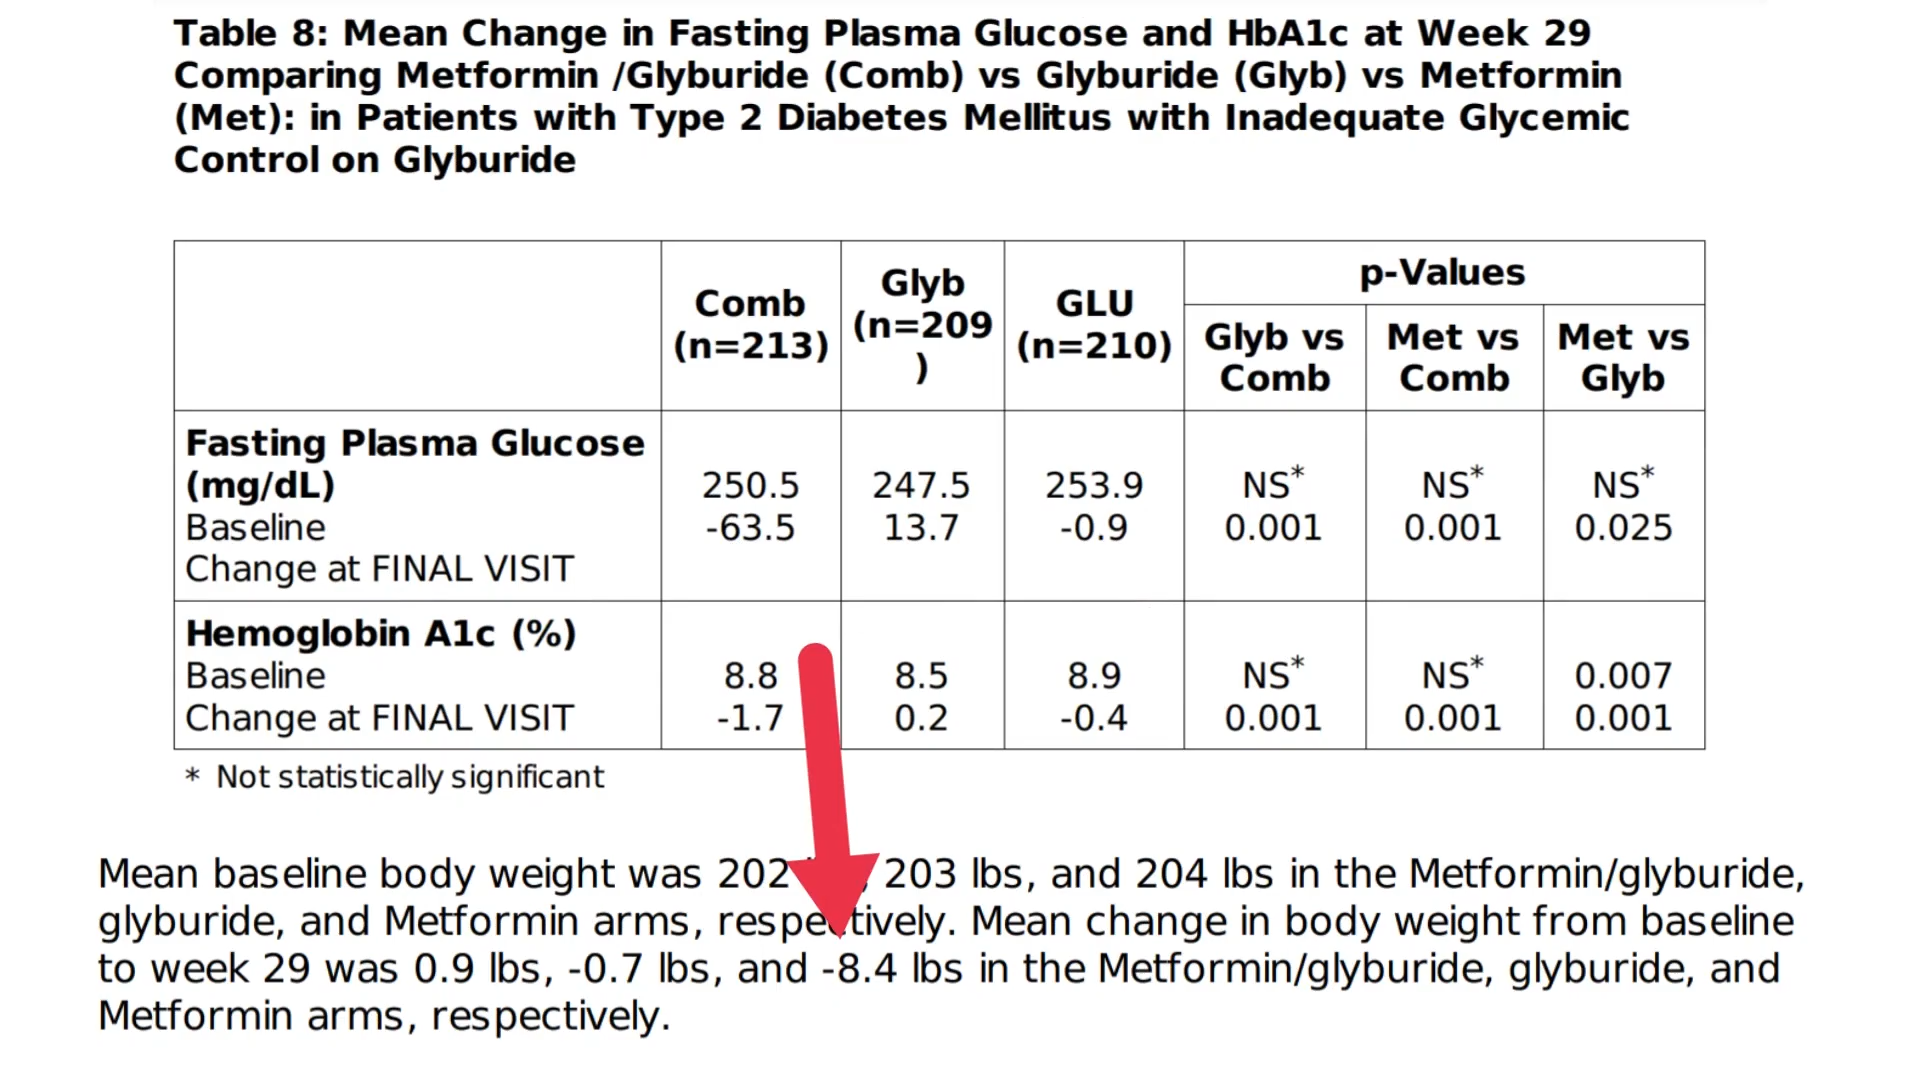 Table 8: Mean Change in Fasting Plasma Glucose and HbA1c at Week 29
Comparing Metformin /Glyburide (Comb) vs Glyburide (Glyb) vs Metformin
(Met): in Patients with Type 2 Diabetes Mellitus with Inadequate Glycemic
Control on Glyburide
Comb (n=213)
Glyb (n=209)
GLU (n=210)
p-Values
Glyb vs Comb
Met vs Comb
Met vs Glyb
Fasting Plasma Glucose
(mg/dL) 250.5 247.5 253.9 NS* NS* NS*
Baseline -63.5 13.7 -0.9 0.001 0.001 0.025
Change at FINAL VISIT
Hemoglobin A1c (%)
Baseline 8.8 8.5 8.9 NS* NS* 0.007
Change at FINAL VISIT -1.7 0.2 -0.4 0.001 0.001 0.001
* Not statistically significant
Mean baseline body weight was 202 203 lbs, and 204 lbs in the Metformin/glyburide,
glyburide, and Metformin arms, respectively. Mean change in body weight from baseline
to week 29 was 0.9 lbs, -0.7 lbs, and -8.4 lbs in the Metformin/glyburide, glyburide, and
Metformin arms, respectively.